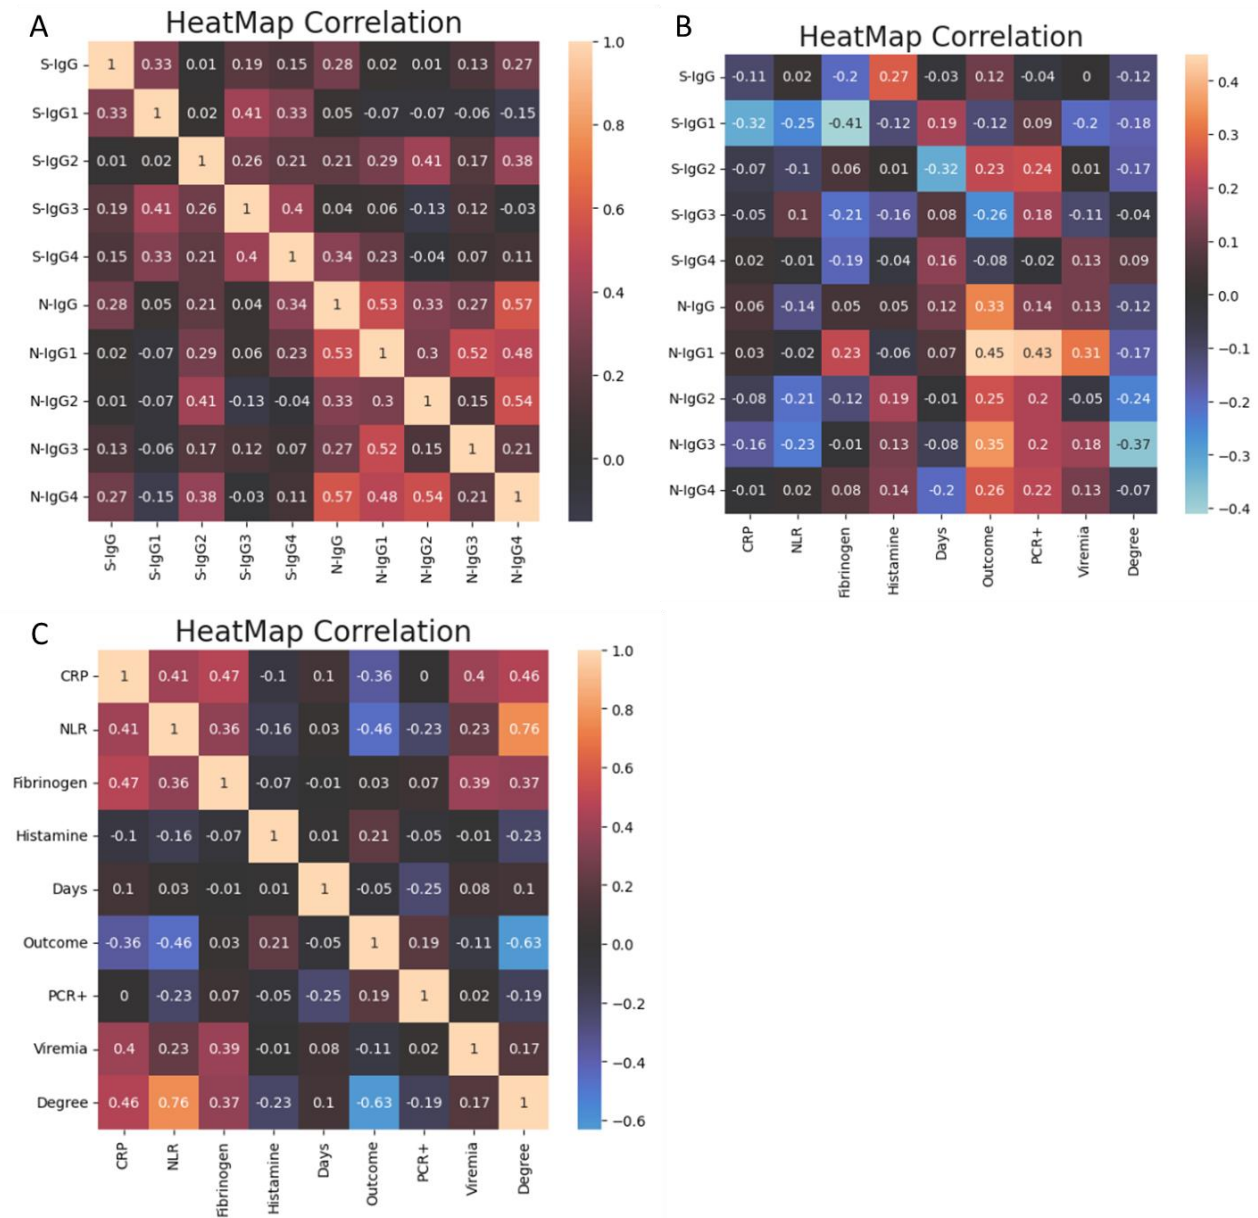 A
HeatMap Correlation
S-IgG 1 0.33 0.01 0.19 0.15 0.28 0.02 0.01 0.13 0.27
S-IgG1 0.33 1 0.02 0.41 0.33 0.05 -0.07 -0.07 -0.06 -0.15
S-IgG2 0.01 0.02 1 0.26 0.21 0.21 0.29 0.41 0.17 0.38
S-IgG3 0.19 0.41 0.26 1 0.4 0.04 0.06 -0.13 0.12 -0.03
S-IgG4 0.15 0.33 0.21 0.4 1 0.34 0.23 -0.04 0.07 0.11
N-IgG 0.28 0.05 0.21 0.04 0.34 1 0.53 0.33 0.27 0.57
N-IgG1 0.02 -0.07 0.29 0.06 0.23 0.53 1 0.3 0.52 0.48
N-IgG2 0.01 -0.07 0.41 -0.13 -0.04 0.33 0.3 1 0.15 0.54
N-IgG3 0.13 -0.06 0.17 0.12 0.07 0.27 0.52 0.15 1 0.21
N-IgG4 0.27 -0.15 0.38 -0.03 0.11 0.57 0.48 0.54 0.21 1
S-IgG S-IgG1 S-IgG2 S-IgG3 S-IgG4 N-IgG N-IgG1 N-IgG2 N-IgG3 N-IgG4
1.0
0.8
0.6
0.4
0.2
0.0
B
HeatMap Correlation
S-IgG -0.11 0.02 -0.2 0.27 -0.03 0.12 -0.04 0 -0.12
S-IgG1 -0.32 -0.25 -0.41 -0.12 0.19 -0.12 0.09 -0.2 -0.18
S-IgG2 -0.07 -0.1 0.06 0.01 -0.32 0.23 0.24 0.01 -0.17
S-IgG3 -0.05 0.1 -0.21 -0.16 0.08 -0.26 0.18 -0.11 -0.04
S-IgG4 0.02 -0.01 -0.19 -0.04 0.16 -0.08 -0.02 0.13 0.09
N-IgG 0.06 -0.14 0.05 0.05 0.12 0.33 0.14 0.13 -0.12
N-IgG1 0.03 -0.02 0.23 -0.06 0.07 0.45 0.43 0.31 -0.17
N-IgG2 -0.08 -0.21 -0.12 0.19 -0.01 0.25 0.2 -0.05 -0.24
N-IgG3 -0.16 -0.23 -0.01 0.13 -0.08 0.35 0.2 0.18 -0.37
N-IgG4 -0.01 0.02 0.08 0.14 -0.2 0.26 0.22 0.13 -0.07
CRP NLR Fibrinogen Histamine Days Outcome PCR+ Viremia Degree
0.4
0.3
0.2
0.1
0.0
-0.1
-0.2
-0.3
-0.4
C
HeatMap Correlation
CRP 1 0.41 0.47 -0.1 0.1 -0.36 0 0.4 0.46
NLR 0.41 1 0.36 -0.16 0.03 -0.46 -0.23 0.23 0.76
Fibrinogen 0.47 0.36 1 -0.07 -0.01 0.03 0.07 0.39 0.37
Histamine -0.1 -0.16 -0.07 1 0.01 0.21 -0.05 -0.01 -0.23
Days 0.1 0.03 -0.01 0.01 1 -0.05 -0.25 0.08 0.1
Outcome -0.36 -0.46 0.03 0.21 -0.05 1 0.19 -0.11 -0.63
PCR+ 0 -0.23 0.07 -0.05 -0.25 0.19 1 0.02 -0.19
Viremia 0.4 0.23 0.39 -0.01 0.08 -0.11 0.02 1 0.17
Degree 0.46 0.76 0.37 -0.23 0.1 -0.63 -0.19 0.17 1
CRP NLR Fibrinogen Histamine Days Outcome PCR+ Viremia Degree
1.0
0.8
0.6
0.4
0.2
0.0
-0.2
-0.4
-0.6